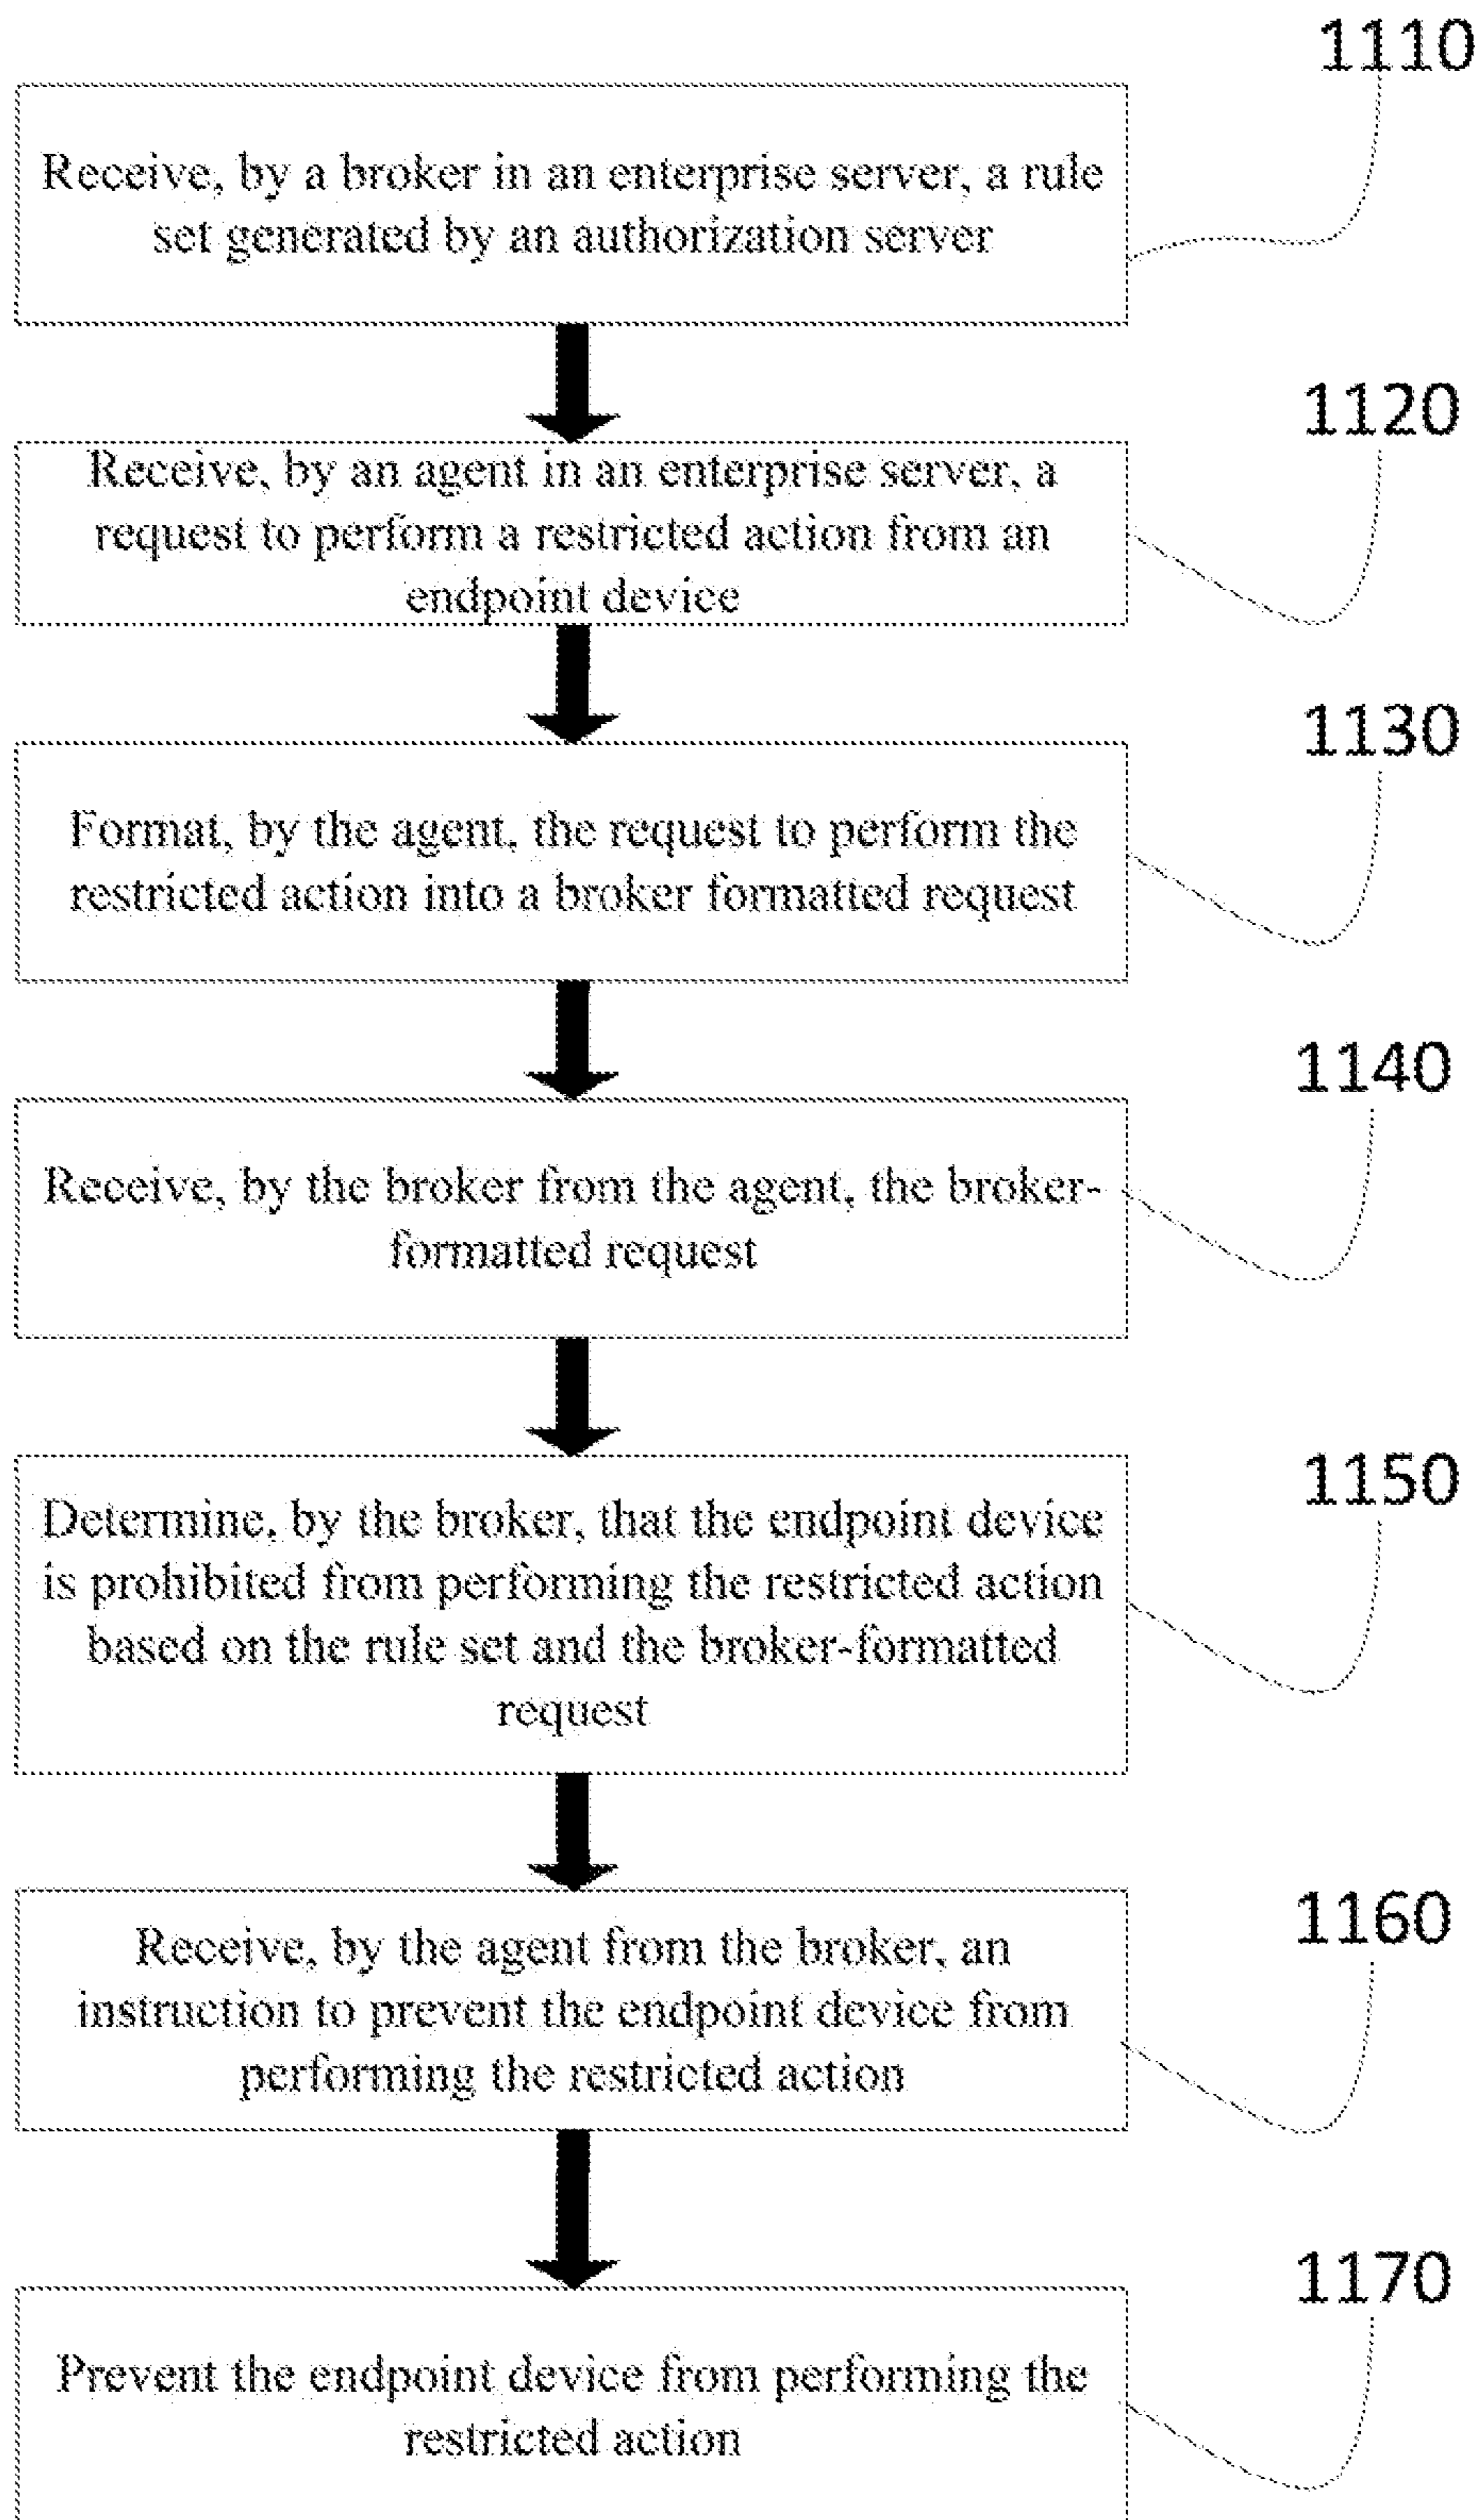 1110
Receive, by a broker in an enterprise server, a rule
set generated by an authorization server
1120
Receive, by an agent in an enterprise server, a
request to perform a restricted action from an
endpoint device
1130
Format, by the agent, the request to perform the
restricted action into a broker formatted request
1140
Receive, by the broker from the agent, the broker-
formatted request
1150
Determine, by the broker, that the endpoint device
is prohibited from performing the restricted action
based on the rule set and the broker-formatted
request
1160
Receive, by the agent from the broker, an
instruction to prevent the endpoint device from
performing the restricted action
1170
Prevent the endpoint device from performing the
restricted action